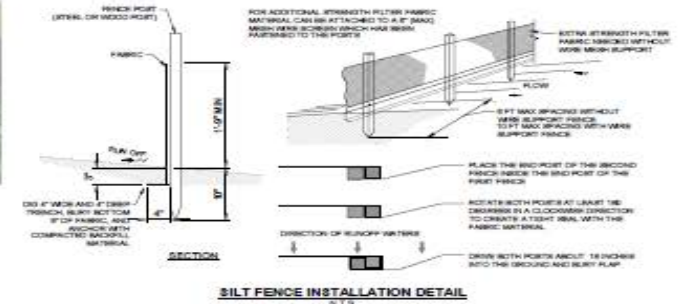 FENCE POST
(STEEL OR WOOD POST)
FABRIC
FOR ADDITIONAL STRENGTH FILTER FABRIC
MATERIAL CAN BE ATTACHED TO A 6" (MAX)
MESH WIRE SCREEN WHICH HAS BEEN
FASTENED TO THE POSTS
EXTRA STRENGTH FILTER
FABRIC NEEDED WITHOUT
WIRE MESH SUPPORT
FLOW
6 FT MAX SPACING WITHOUT
WIRE SUPPORT FENCE
10 FT MAX SPACING WITH WIRE
SUPPORT FENCE
MIN
RUN OFF
DIG 4" WIDE AND 4" DEEP
TRENCH, BURY BOTTOM
OF FABRIC, AND
ANCHOR WITH
COMPACTED BACKFILL
MATERIAL
4"
SECTION
PLACE THE END POST OF THE SECOND
FENCE INSIDE THE END POST OF THE
FIRST FENCE
ROTATE BOTH POSTS AT LEAST 180
DEGREES IN A CLOCKWISE DIRECTION
TO CREATE A TIGHT SEAL WITH THE
FABRIC MATERIAL
DIRECTION OF RUNOFF WATERS
DRIVE BOTH POSTS ABOUT 18 INCHES
INTO THE GROUND AND BURY FLAP
SILT FENCE INSTALLATION DETAIL
N.T.S.